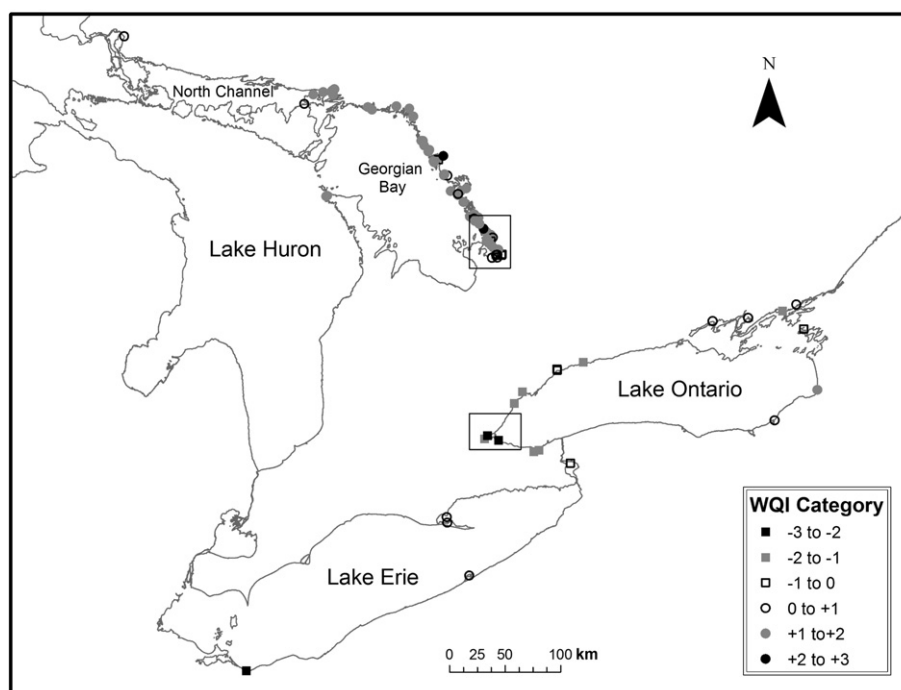 N
North Channel
Georgian
Bay
Lake Huron
Lake Ontario
Lake Erie
WQI Category
-3 to -2
-2 to -1
-1 to 0
0 to +1
+1 to+2
+2 to +3
0 25 50 100 km